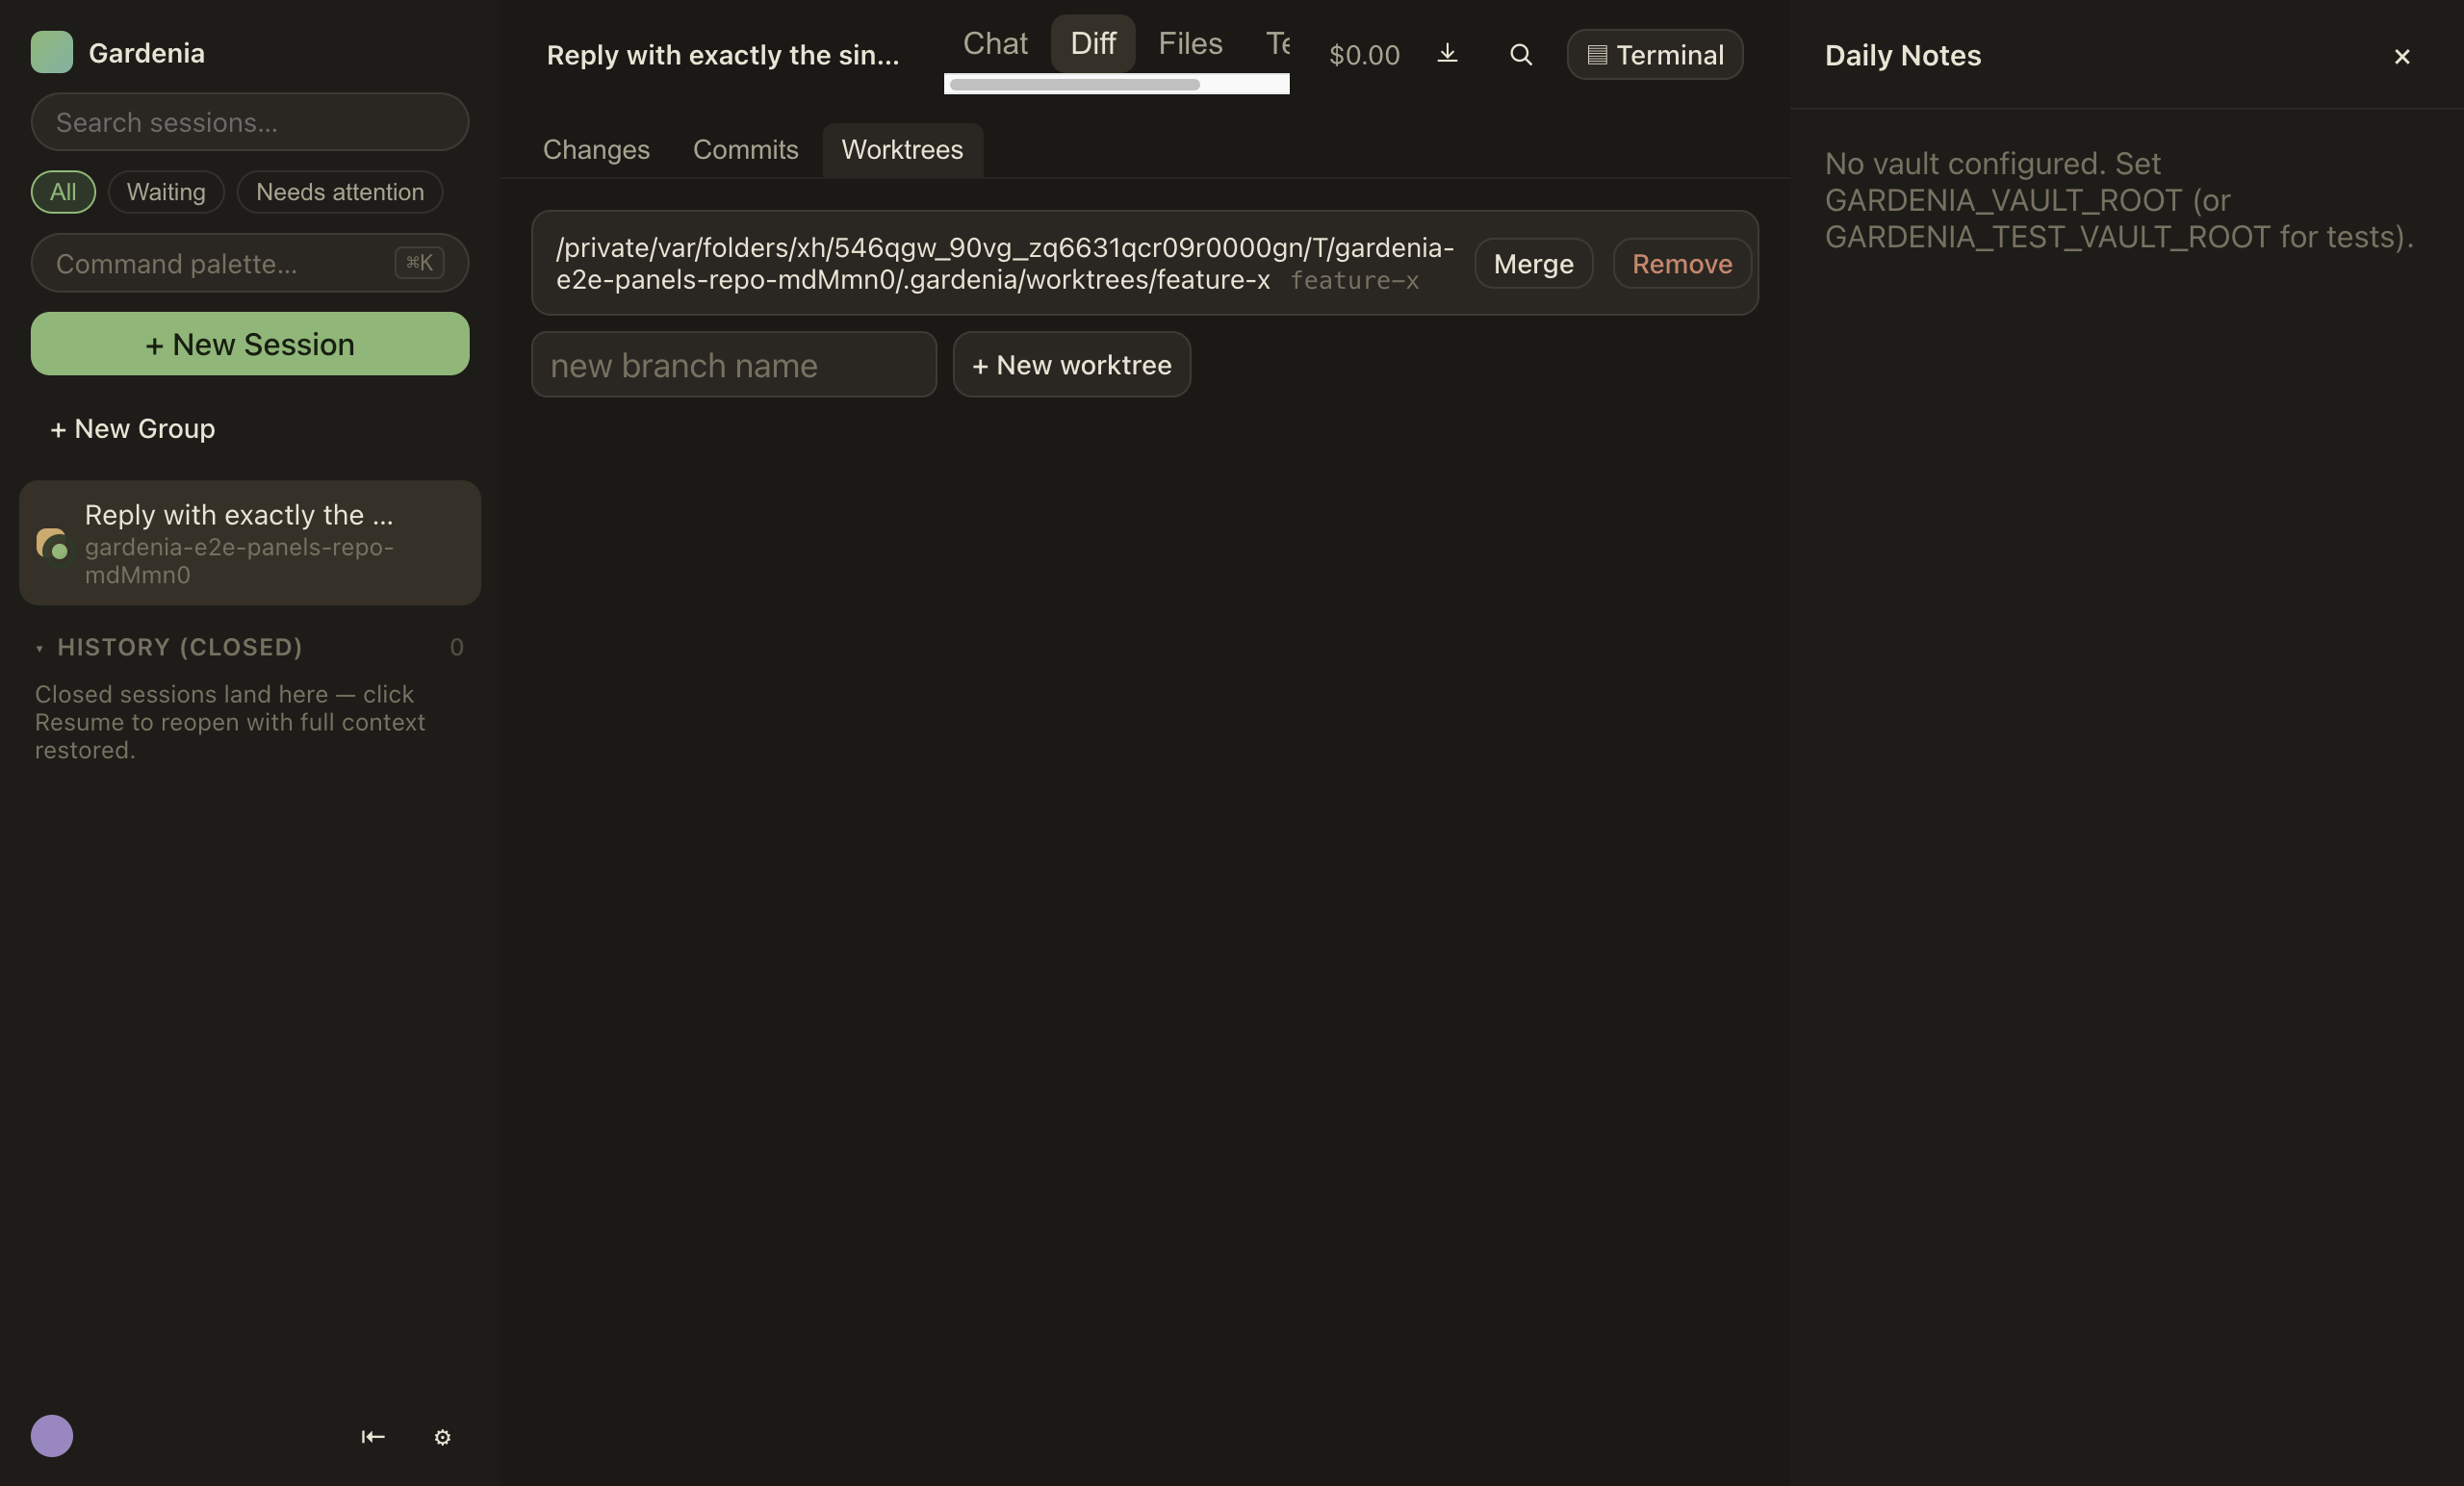 Gardenia
Search sessions...
All
Waiting
Needs attention
Command palette...
⌘K
+ New Session
+ New Group
Reply with exactly the ...
gardenia-e2e-panels-repo-
mdMmn0
HISTORY (CLOSED)
0
Closed sessions land here — click
Resume to reopen with full context
restored.
Reply with exactly the sin...
Chat
Diff
Files
$0.00
Terminal
Changes
Commits
Worktrees
/private/var/folders/xh/546qgw_90vg_zq6631qcr09r0000gn/T/gardenia-
e2e-panels-repo-mdMmn0/.gardenia/worktrees/feature-x feature-x
Merge
Remove
new branch name
+ New worktree
Daily Notes
No vault configured. Set
GARDENIA_VAULT_ROOT (or
GARDENIA_TEST_VAULT_ROOT for tests).